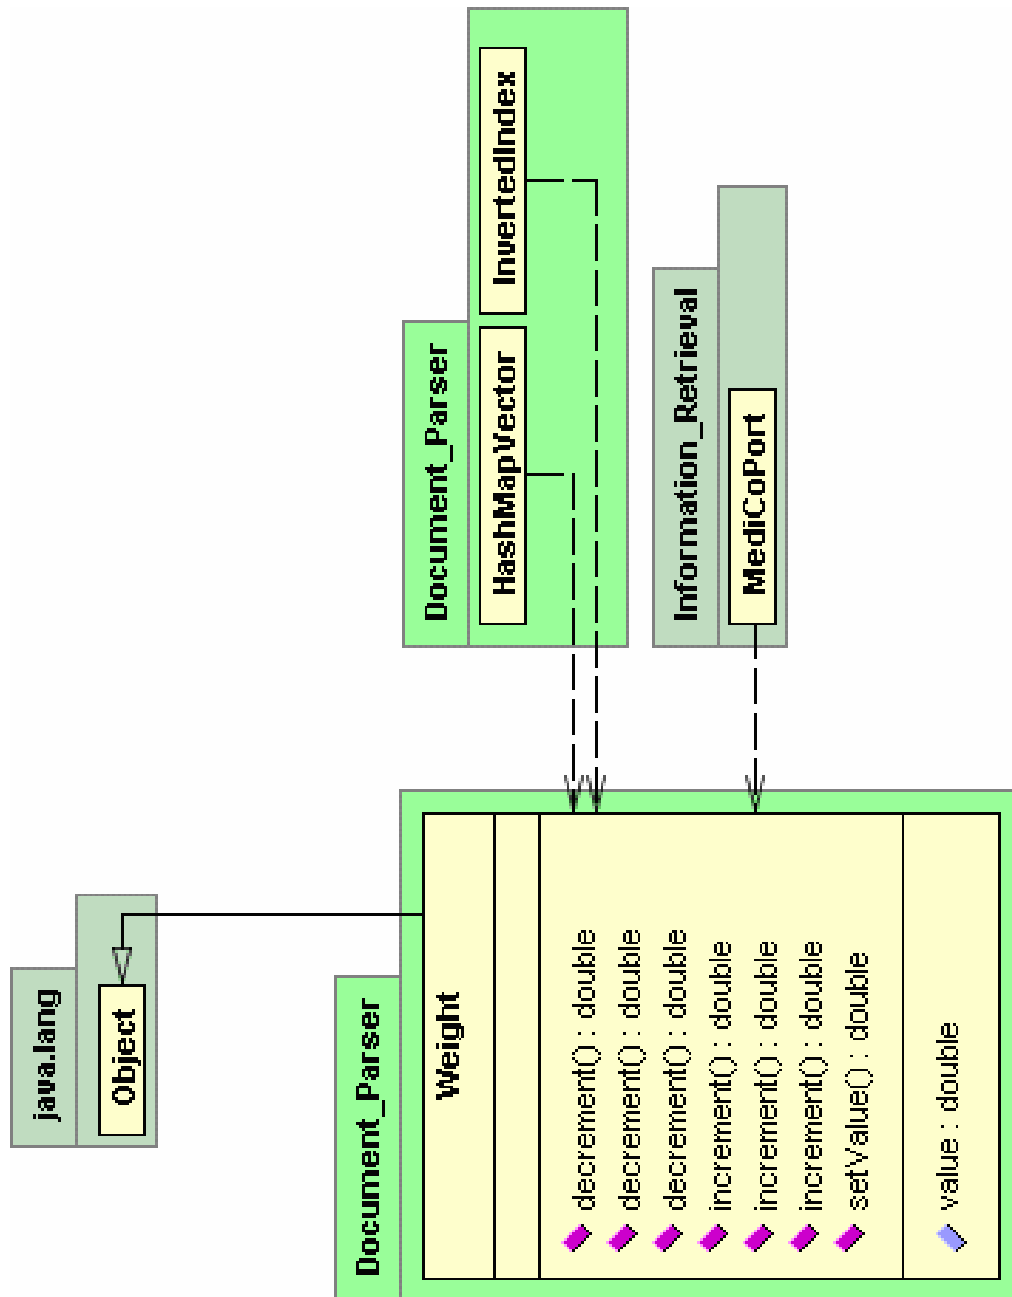 java.lang
Object
Document_Parser
Weight
decrement() : double
decrement() : double
decrement() : double
increment() : double
increment() : double
increment() : double
setValue() : double
value : double
Document_Parser
HashMapVector
InvertedIndex
Information_Retrieval
MediCoPort